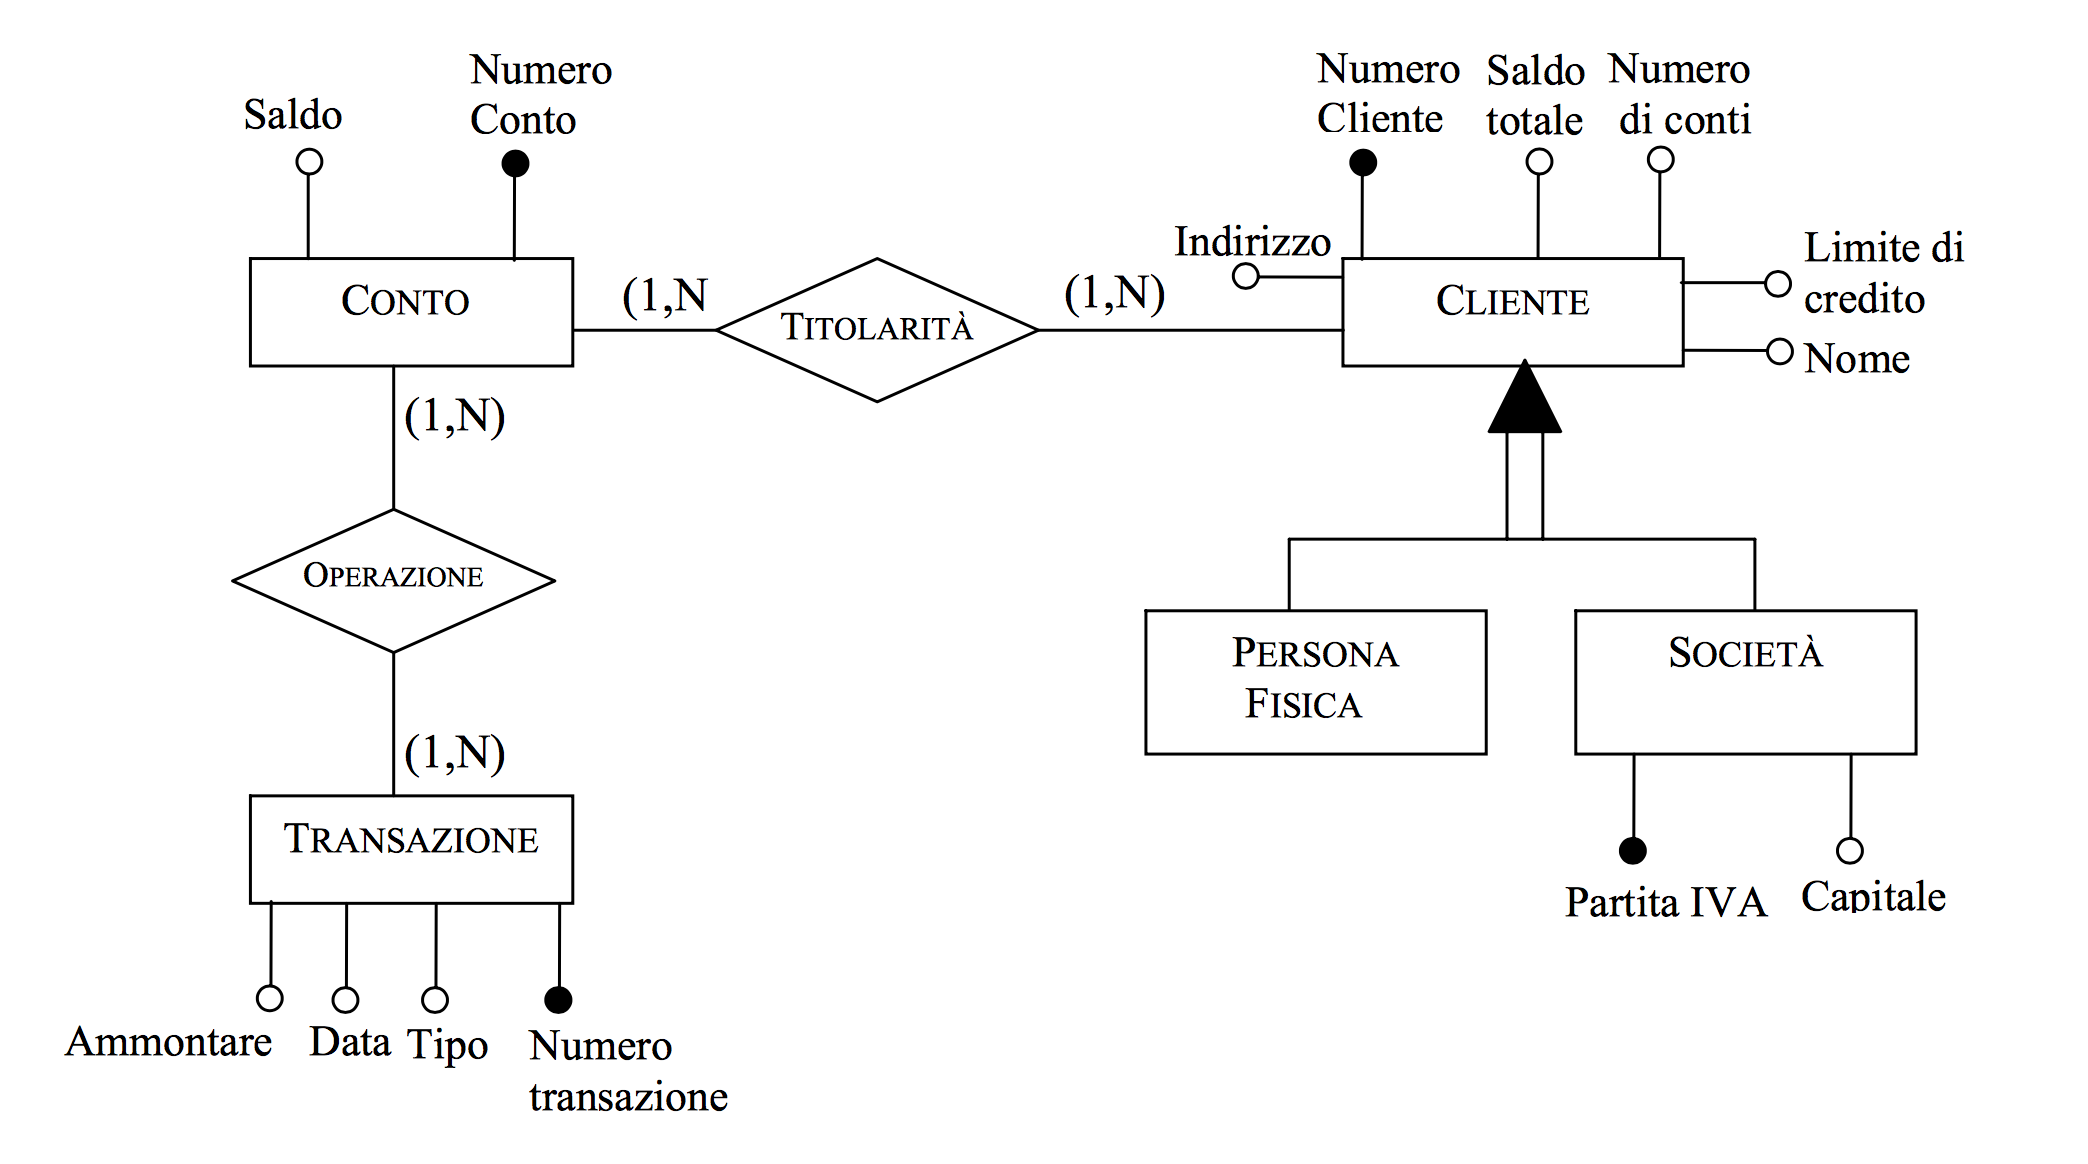 Numero
Conto
Saldo
Numero
Cliente
Saldo
totale
Numero
di conti
Indirizzo
Limite di
credito
Nome
CONTO
(1,N
TITOLARITÀ
(1,N)
CLIENTE
(1,N)
OPERAZIONE
(1,N)
PERSONA
FISICA
SOCIETÀ
TRANSAZIONE
Partita IVA
Capitale
Ammontare
Data
Tipo
Numero
transazione